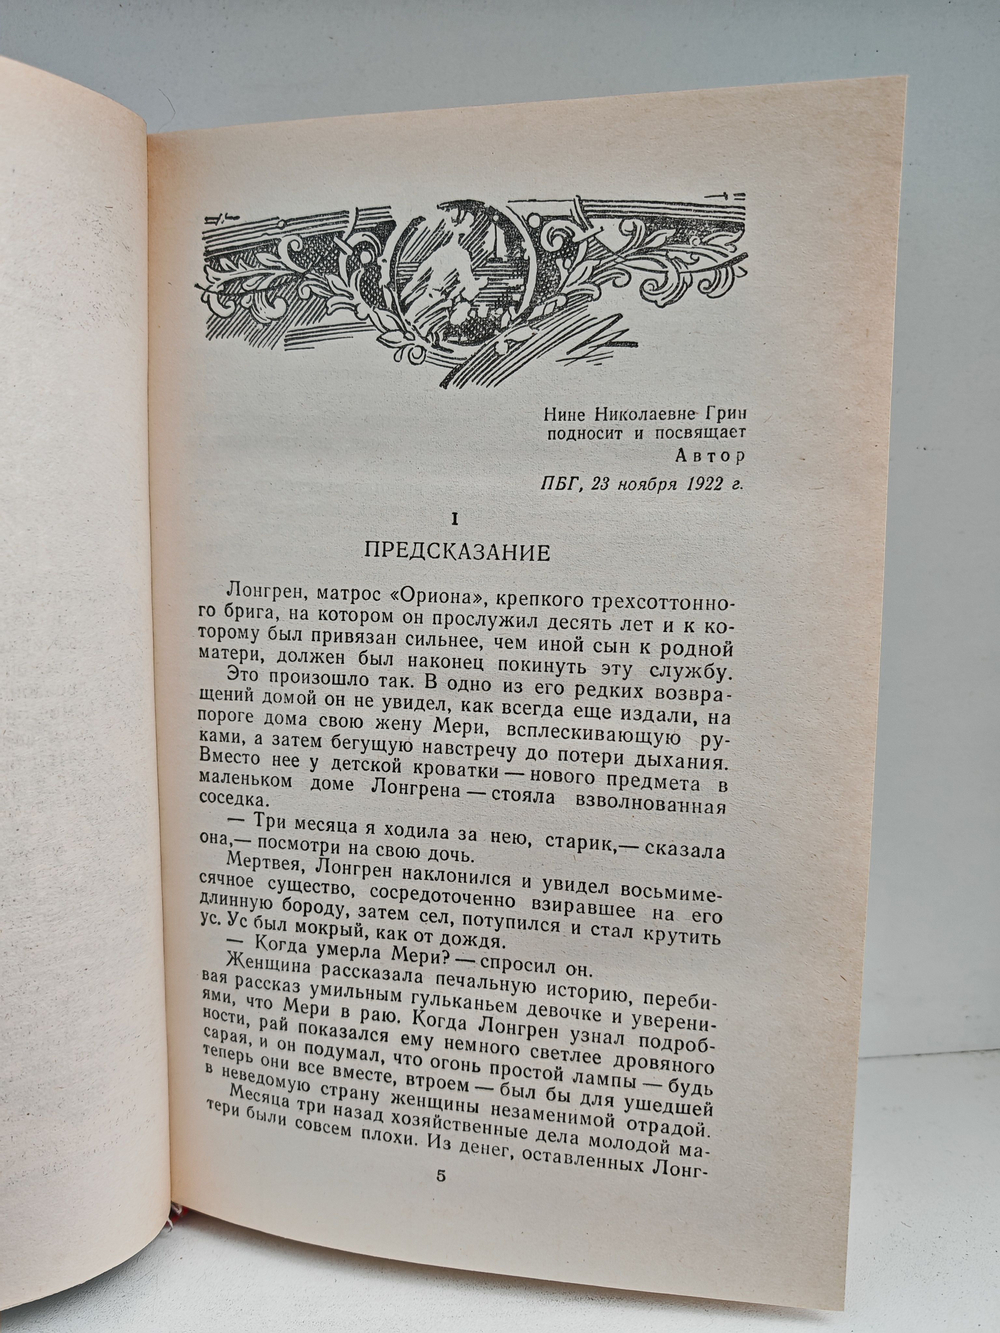 Нине Николаевне Грин
подносит и посвящает
Автор
ПБГ, 23 ноября 1922 г.
I
ПРЕДСКАЗАНИЕ
Лонгрен, матрос «Ориона», крепкого трехсоттонно-
го брига, на котором он прослужил десять лет и к ко-
торому был привязан сильнее, чем иной сын к родной
матери, должен был наконец покинуть эту службу.
Это произошло так. В одно из его редких возвра-
щений домой он не увидел, как всегда еще издали, на
пороге дома свою жену Мери, всплескивающую ру-
ками, а затем бегущую навстречу до потери дыхания.
Вместо нее у детской кроватки — нового предмета в
маленьком доме Лонгрена — стояла взволнованная
соседка.
— Три месяца я ходила за нею, старик,— сказала
она,— посмотри на свою дочь.
Мертвея, Лонгрен наклонился и увидел восьмиме-
сячное существо, сосредоточенно взиравшее на его
длинную бороду, затем сел, потупился и стал крутить
ус. Ус был мокрый, как от дождя.
— Когда умерла Мери? — спросил он.
Женщина рассказала печальную историю, переби-
вая рассказ умильным гульканьем девочке и уверени-
ями, что Мери в раю. Когда Лонгрен узнал подроб-
ности, рай показался ему немного светлее дровяного
сарая, и он подумал, что огонь простой лампы — будь
теперь они все вместе, втроем — был бы для ушедшей
в неведомую страну женщины незаменимой отрадой.
Месяца три назад хозяйственные дела молодой ма-
тери были совсем плохи. Из денег, оставленных Лонг-
5